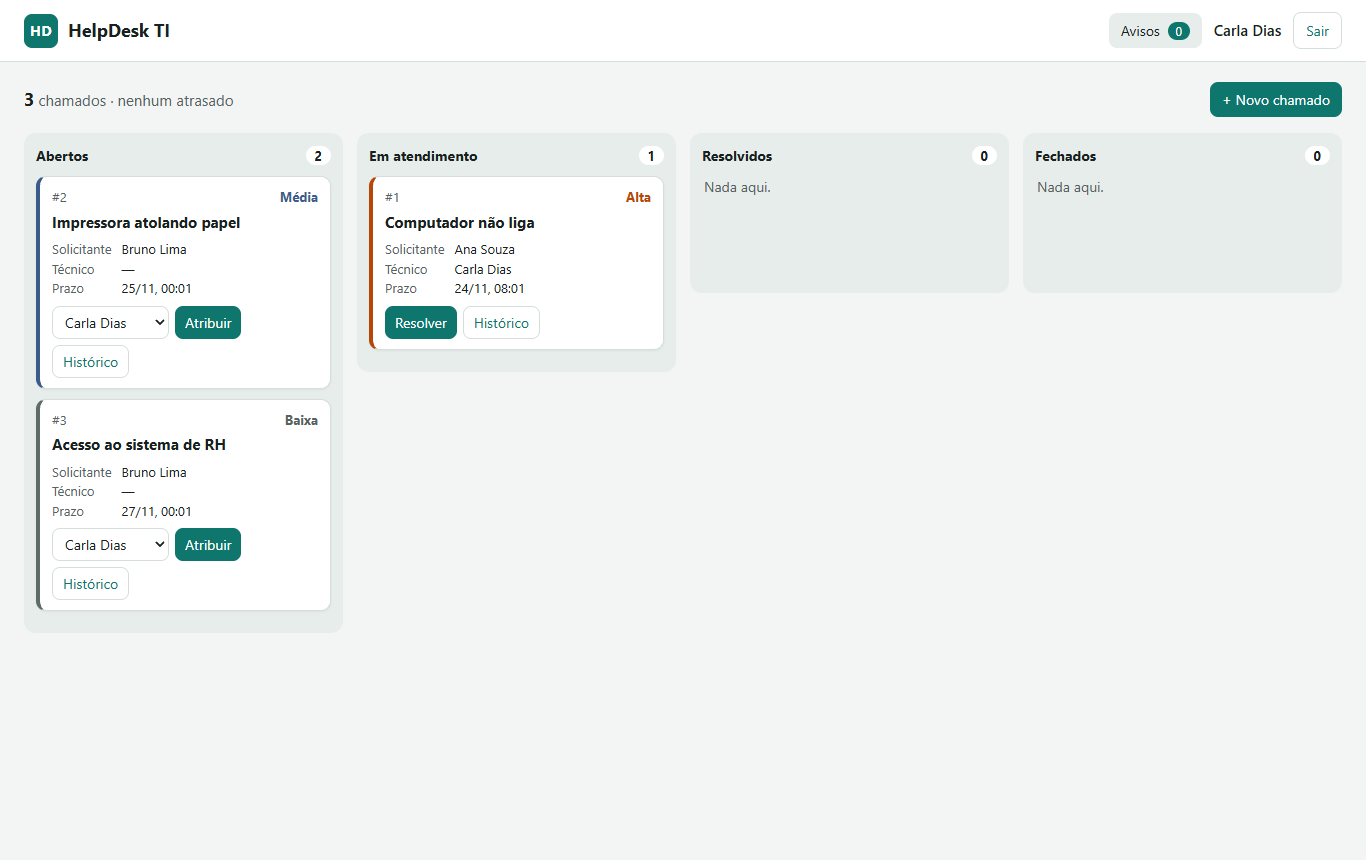 HD HelpDesk TI
Avisos 0 Carla Dias Sair
3 chamados · nenhum atrasado
+ Novo chamado
Abertos 2
#2 Média
Impressora atolando papel
Solicitante Bruno Lima
Técnico —
Prazo 25/11, 00:01
Carla Dias Atribuir
Histórico
#3 Baixa
Acesso ao sistema de RH
Solicitante Bruno Lima
Técnico —
Prazo 27/11, 00:01
Carla Dias Atribuir
Histórico
Em atendimento 1
#1 Alta
Computador não liga
Solicitante Ana Souza
Técnico Carla Dias
Prazo 24/11, 08:01
Resolver Histórico
Resolvidos 0
Nada aqui.
Fechados 0
Nada aqui.